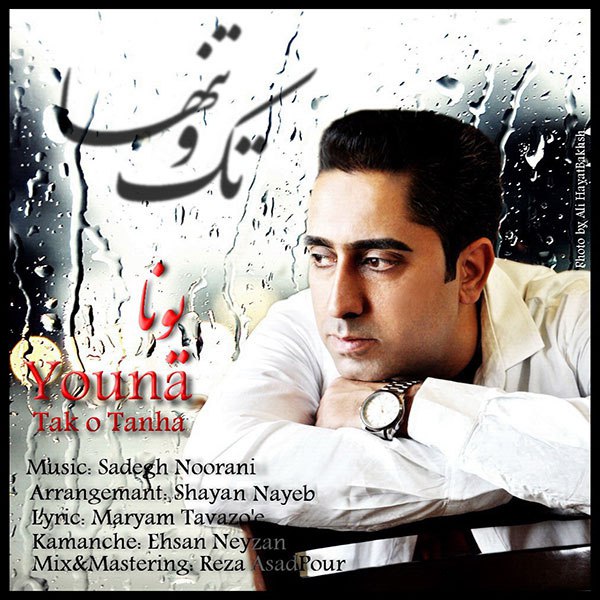 تک و تنها
یونا
Youna
Tak o Tanha
Music: Sadegh Noorani
Arrangemant: Shayan Nayeb
Lyric: Maryam Tavazo'e
Kamanche: Ehsan Neyzan
Mix&Mastering: Reza AsadPour
Photo by Ali HayatBakhsh